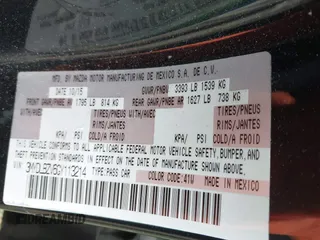 MFD BY MAZDA MOTOR MANUFACTURING DE MEXICO S.A. DE C.V.
DATE 10/15 GVWR/PNBV 3393 LB 1539 KG
FRONT GAWR/PNBE AV 1795 LB 814 KG REAR GAWR/PNBE AR 1627 LB 738 KG
WITH/AVEC TIRES/PNEUS WITH/AVEC TIRES/PNEUS
RIMS/JANTES RIMS/JANTES
KPA/ PSI COLD/A FROID KPA/ PSI COLD/A FROID
THIS VEHICLE CONFORMS TO ALL APPLICABLE FEDERAL MOTOR VEHICLE SAFETY, BUMPER, AND
THEFT PREVENTION STANDARDS IN EFFECT ON THE DATE OF MANUFACTURE SHOWN ABOVE.
TYPE PASS CAR COLOR CODE:41W MADE IN MEXICO